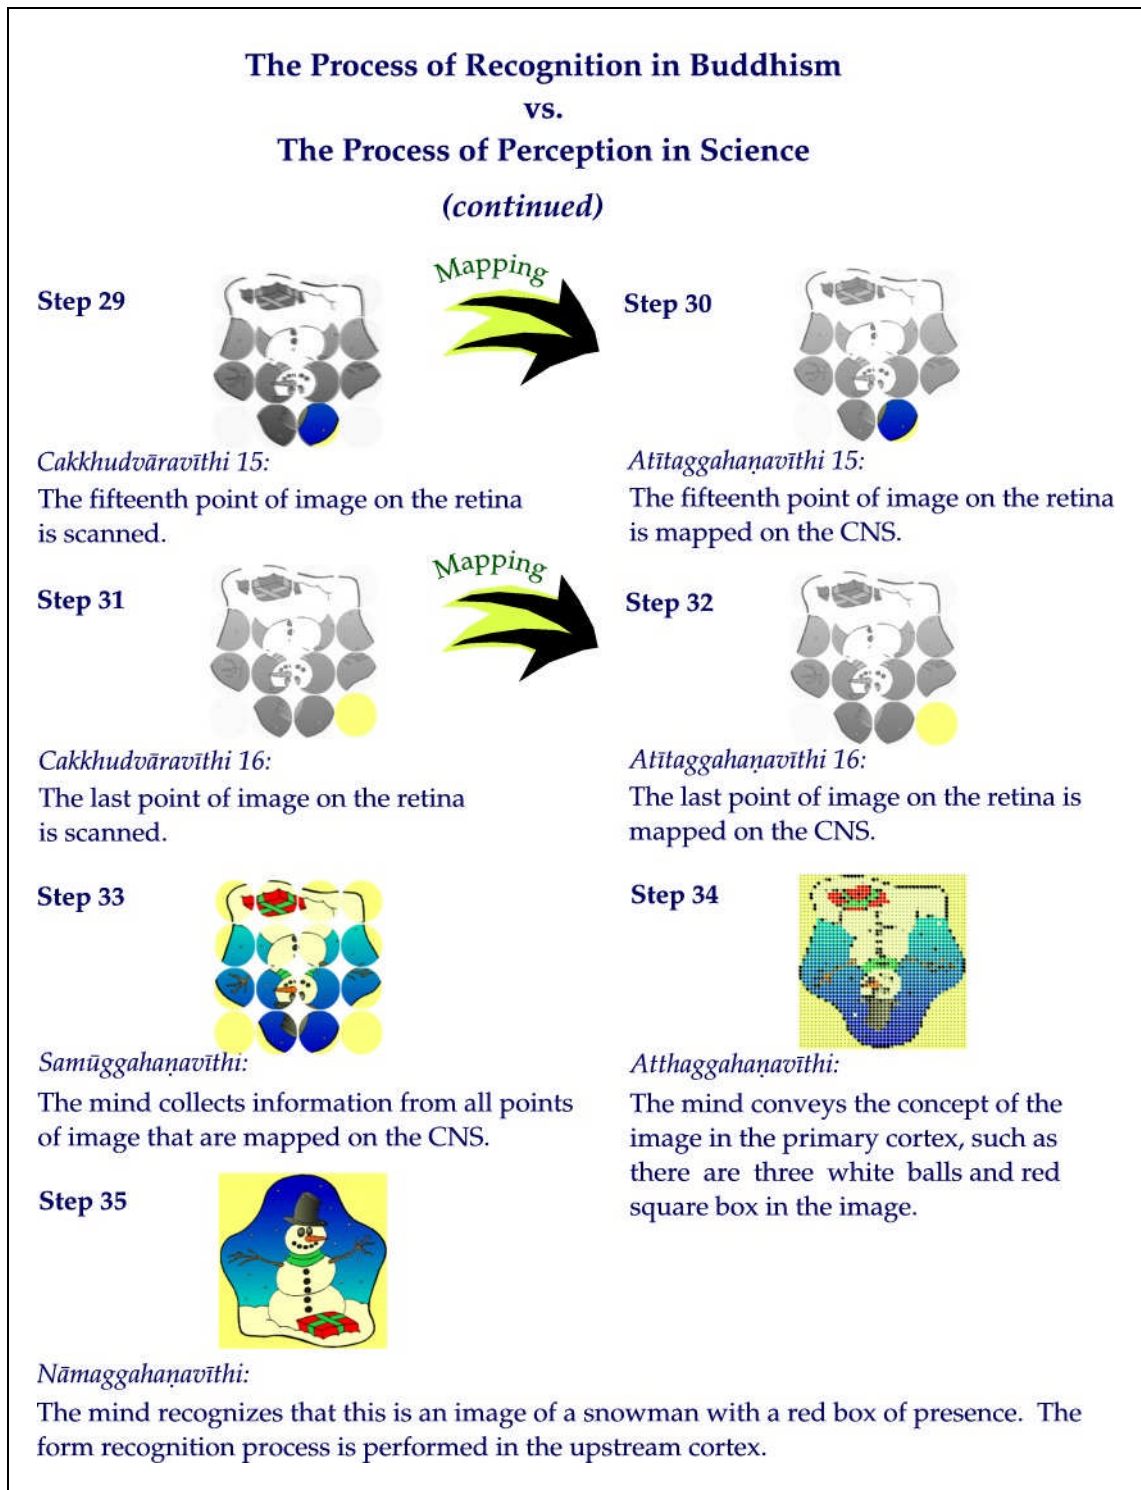 The Process of Recognition in Buddhism
vs.
The Process of Perception in Science
(continued)
Step 29
Mapping
Step 30
Cakkhudvāravīthi 15:
The fifteenth point of image on the retina
is scanned.
Atītaggahaṇavīthi 15:
The fifteenth point of image on the retina
is mapped on the CNS.
Step 31
Mapping
Step 32
Cakkhudvāravīthi 16:
The last point of image on the retina
is scanned.
Atītaggahaṇavīthi 16:
The last point of image on the retina is
mapped on the CNS.
Step 33
Samūggahaṇavīthi:
The mind collects information from all points
of image that are mapped on the CNS.
Step 34
Atthaggahaṇavīthi:
The mind conveys the concept of the
image in the primary cortex, such as
there are three white balls and red
square box in the image.
Step 35
Nāmaggahaṇavīthi:
The mind recognizes that this is an image of a snowman with a red box of presence. The
form recognition process is performed in the upstream cortex.